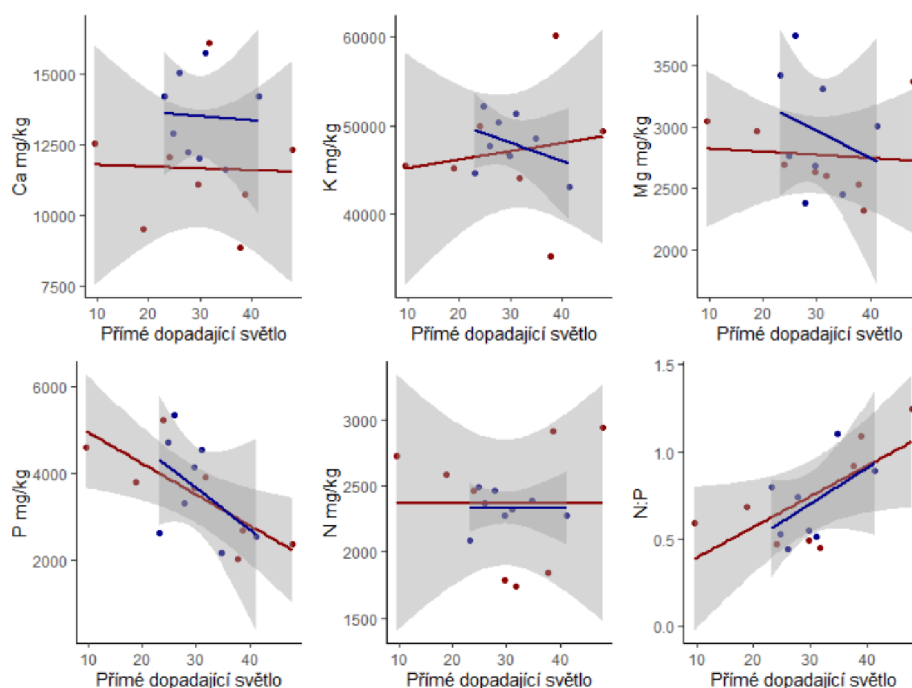 Ca mg/kg
15000
12500
10000
7500
10 20 30 40
Přímé dopadající světlo
K mg/kg
60000
50000
40000
10 20 30 40
Přímé dopadající světlo
Mg mg/kg
3500
3000
2500
2000
10 20 30 40
Přímé dopadající světlo
P mg/kg
6000
4000
2000
10 20 30 40
Přímé dopadající světlo
N mg/kg
3000
2500
2000
1500
10 20 30 40
Přímé dopadající světlo
N:P
1.5
1.0
0.5
0.0
10 20 30 40
Přímé dopadající světlo